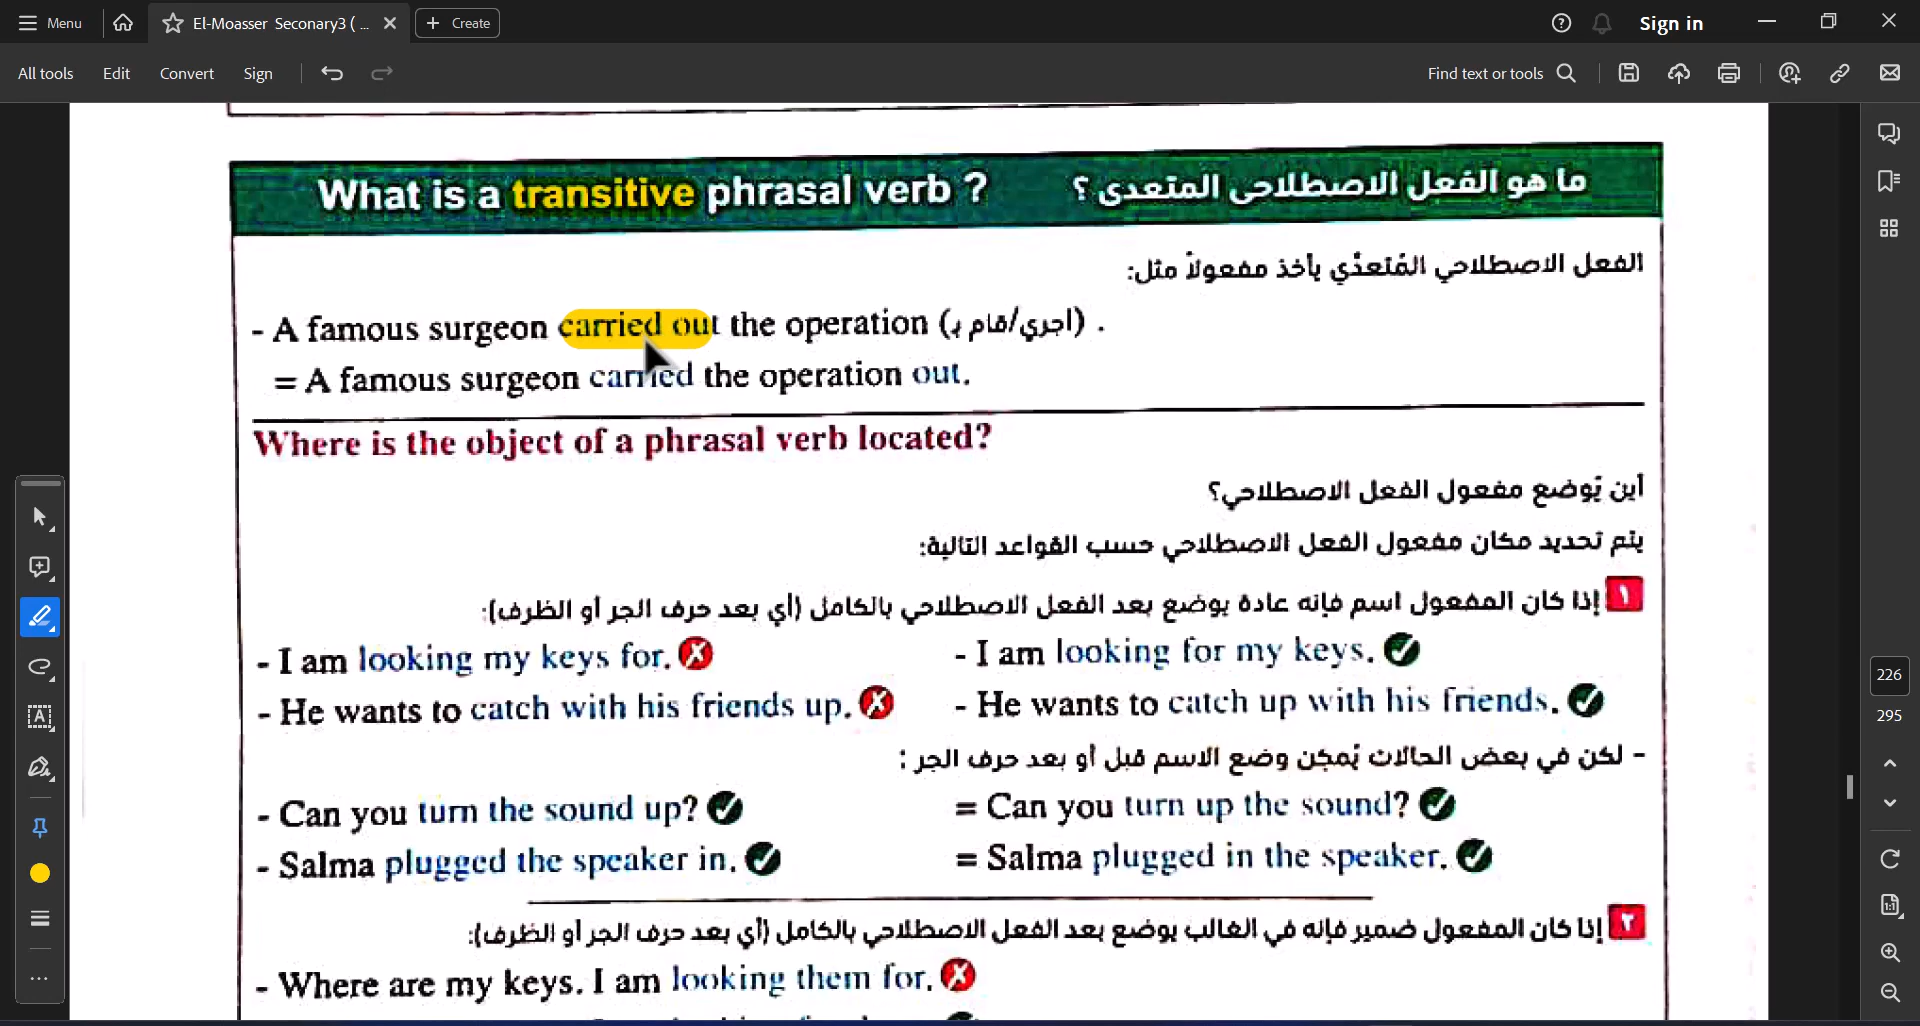 Menu
El-Moasser Seconary3 ( ...
Create
Sign in
All tools
Edit
Convert
Sign
Find text or tools
What is a transitive phrasal verb ?
ما هو الفعل الاصطلاحى المتعدى ؟
الفعل الاصطلاحي المُتعدِّي يأخذ مفعولاً مثل:
- A famous surgeon carried out the operation (اجري/قام بـ) .
= A famous surgeon carried the operation out.
Where is the object of a phrasal verb located?
أين يُوضع مفعول الفعل الاصطلاحي؟
يتم تحديد مكان مفعول الفعل الاصطلاحي حسب القواعد التالية:
١ إذا كان المفعول اسم فإنه عادة يوضع بعد الفعل الاصطلاحي بالكامل (أي بعد حرف الجر أو الظرف):
- I am looking my keys for.
- I am looking for my keys.
- He wants to catch with his friends up.
- He wants to catch up with his friends.
- لكن في بعض الحالات يُمكن وضع الاسم قبل أو بعد حرف الجر :
- Can you turn the sound up?
= Can you turn up the sound?
- Salma plugged the speaker in.
= Salma plugged in the speaker.
٢ إذا كان المفعول ضمير فإنه في الغالب يوضع بعد الفعل الاصطلاحي بالكامل (أي بعد حرف الجر أو الظرف):
- Where are my keys. I am looking them for.
226
295